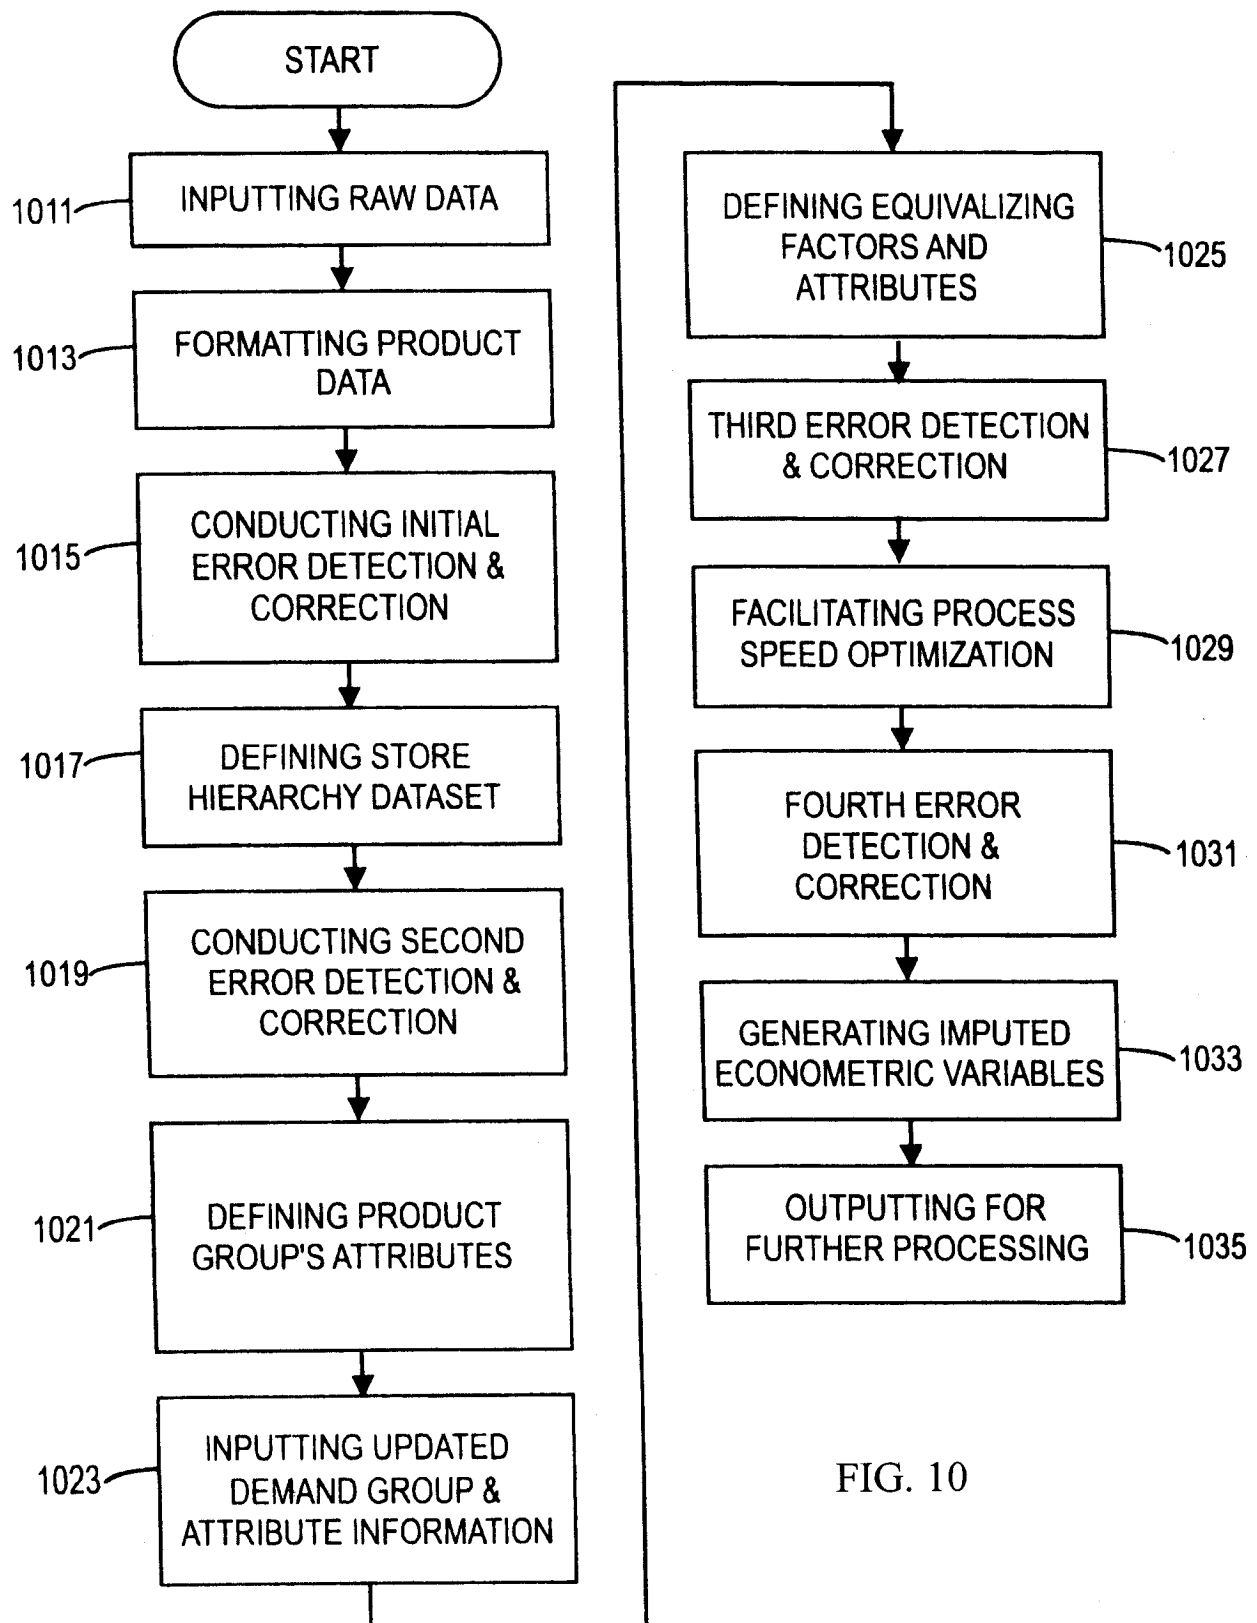 START
1011
INPUTTING RAW DATA
1013
FORMATTING PRODUCT
DATA
1015
CONDUCTING INITIAL
ERROR DETECTION &
CORRECTION
1017
DEFINING STORE
HIERARCHY DATASET
1019
CONDUCTING SECOND
ERROR DETECTION &
CORRECTION
1021
DEFINING PRODUCT
GROUP'S ATTRIBUTES
1023
INPUTTING UPDATED
DEMAND GROUP &
ATTRIBUTE INFORMATION
DEFINING EQUIVALIZING
FACTORS AND
ATTRIBUTES
1025
THIRD ERROR DETECTION
& CORRECTION
1027
FACILITATING PROCESS
SPEED OPTIMIZATION
1029
FOURTH ERROR
DETECTION &
CORRECTION
1031
GENERATING IMPUTED
ECONOMETRIC VARIABLES
1033
OUTPUTTING FOR
FURTHER PROCESSING
1035
FIG. 10